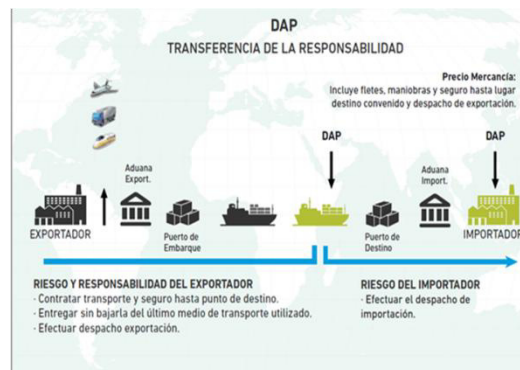 DAP
TRANSFERENCIA DE LA RESPONSABILIDAD
Precio Mercancía:
Incluye fletes, maniobras y seguro hasta lugar
destino convenido y despacho de exportación.
DAP
DAP
Aduana
Export.
Aduana
Import.
EXPORTADOR
Puerto de
Embarque
Puerto de
Destino
IMPORTADOR
RIESGO Y RESPONSABILIDAD DEL EXPORTADOR
· Contratar transporte y seguro hasta punto de destino.
· Entregar sin bajarla del último medio de transporte utilizado.
· Efectuar despacho exportación.
RIESGO DEL IMPORTADOR
· Efectuar el despacho de
importación.